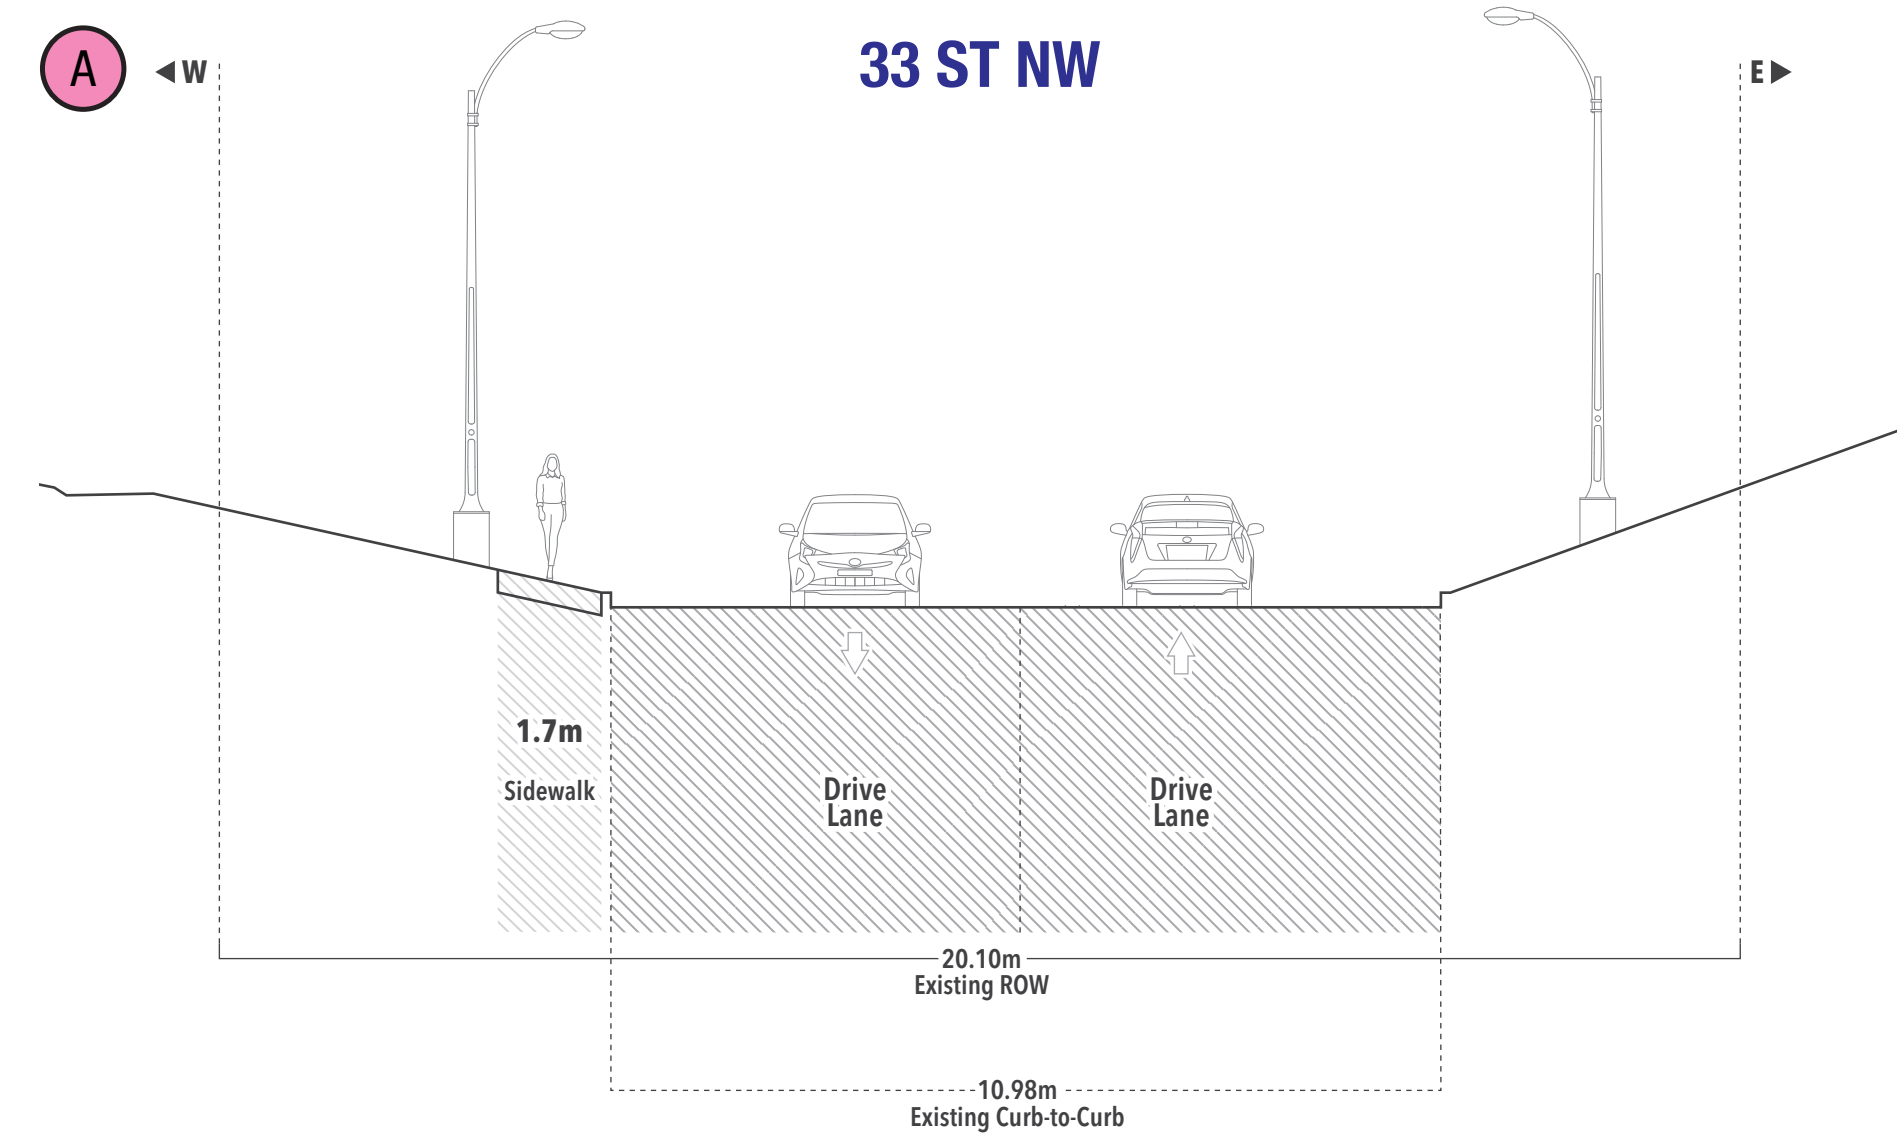 A
W
33 ST NW
E
1.7m
Sidewalk
Drive
Lane
Drive
Lane
20.10m
Existing ROW
10.98m
Existing Curb-to-Curb